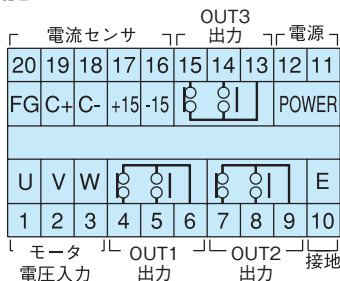 OUT3
電流センサ 出力 電源
20 19 18 17 16 15 14 13 12 11
FG C+ C- +15 -15 POWER
U V W E
1 2 3 4 5 6 7 8 9 10
モータ OUT1 OUT2 接地
電圧入力 出力 出力